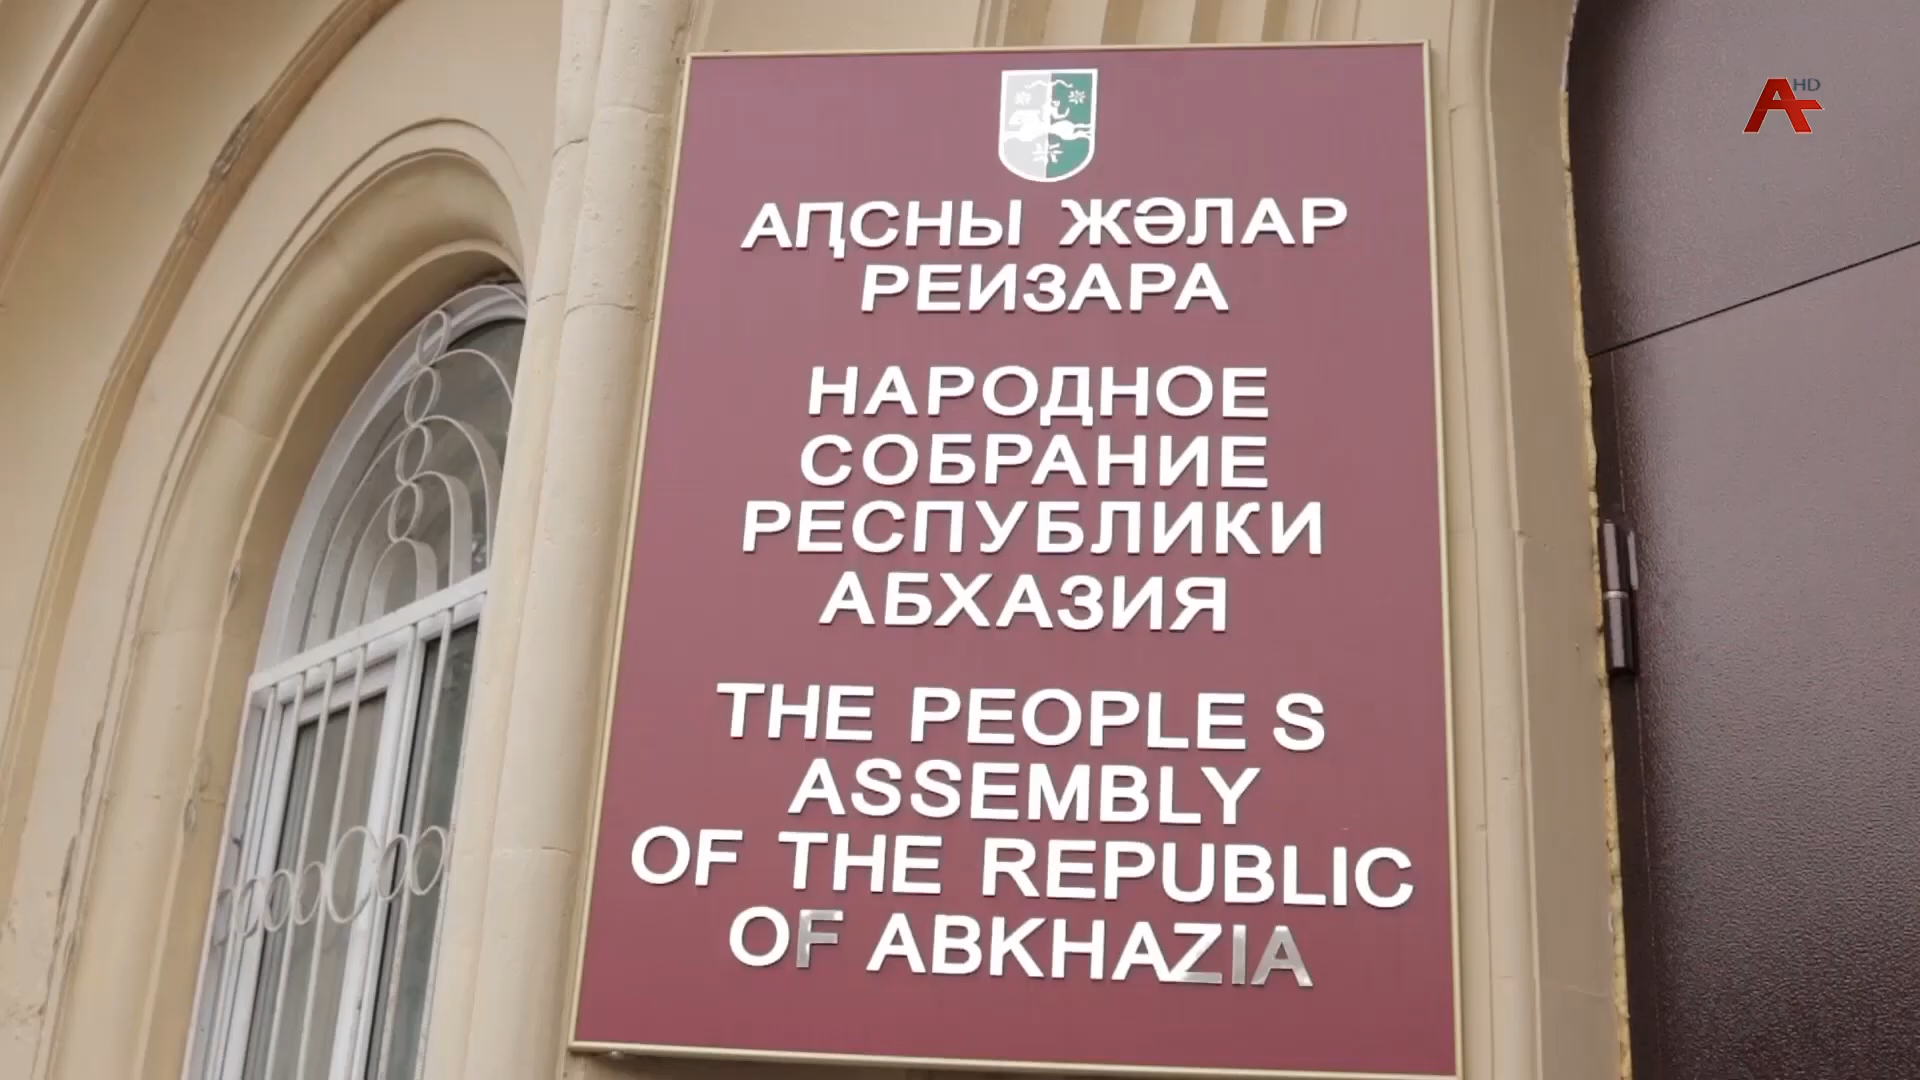 HD
АԤСНЫ ЖӘЛАР
РЕИЗАРА
НАРОДНОЕ
СОБРАНИЕ
РЕСПУБЛИКИ
АБХАЗИЯ
THE PEOPLE S
ASSEMBLY
OF THE REPUBLIC
OF ABKHAZIA